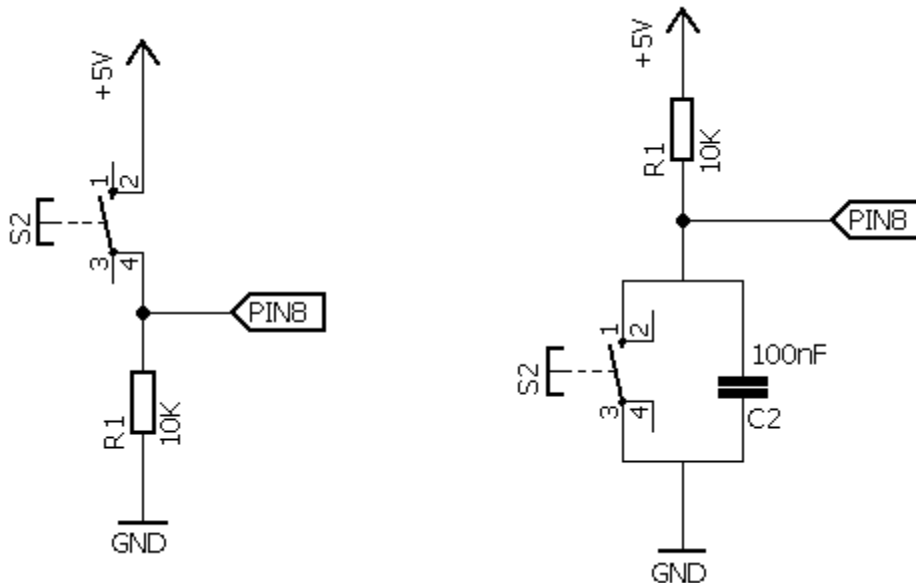 +5V
1
2
S2
3
4
PIN8
R1
10K
GND
+5V
R1
10K
PIN8
1
2
S2
3
4
100nF
C2
GND